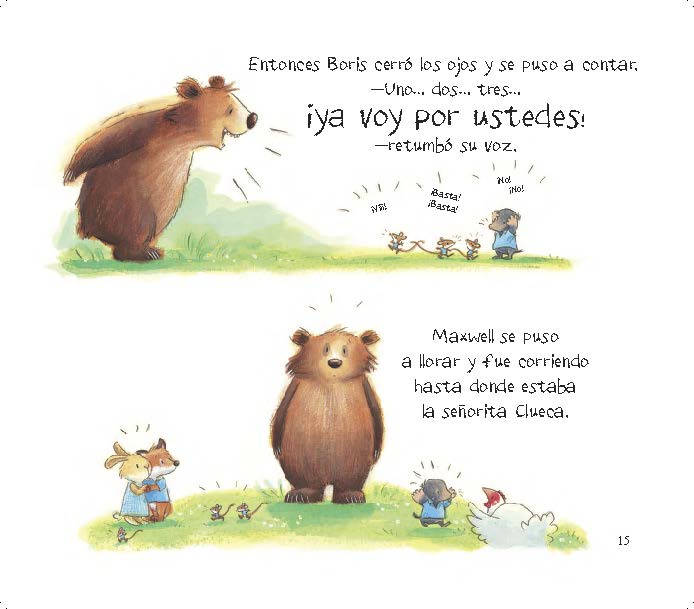 Entonces Boris cerró los ojos y se puso a contar.
—Uno... dos... tres...
¡ya voy por ustedes!
—retumbó su voz.
¡No!
¡No!
¡Basta!
¡Basta!
Maxwell se puso
a llorar y fue corriendo
hasta donde estaba
la señorita Clueca.
15